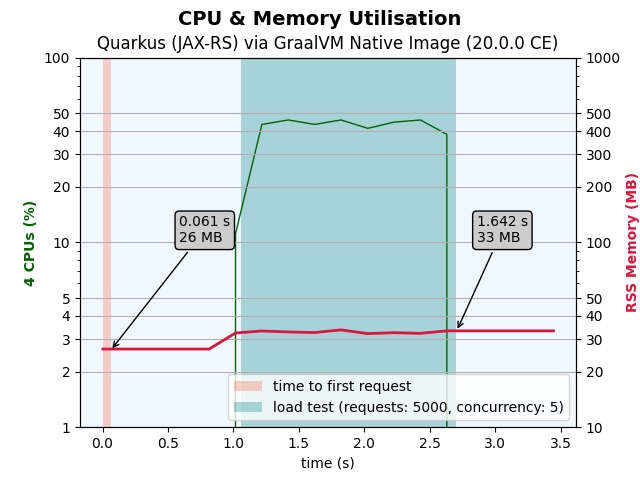 CPU & Memory Utilisation
Quarkus (JAX-RS) via GraalVM Native Image (20.0.0 CE)
100
50
40
30
20
10
5
4
3
2
1
4 CPUs (%)
1000
500
400
300
200
100
50
40
30
20
10
RSS Memory (MB)
0.061 s
26 MB
1.642 s
33 MB
time to first request
load test (requests: 5000, concurrency: 5)
0.0 0.5 1.0 1.5 2.0 2.5 3.0 3.5
time (s)